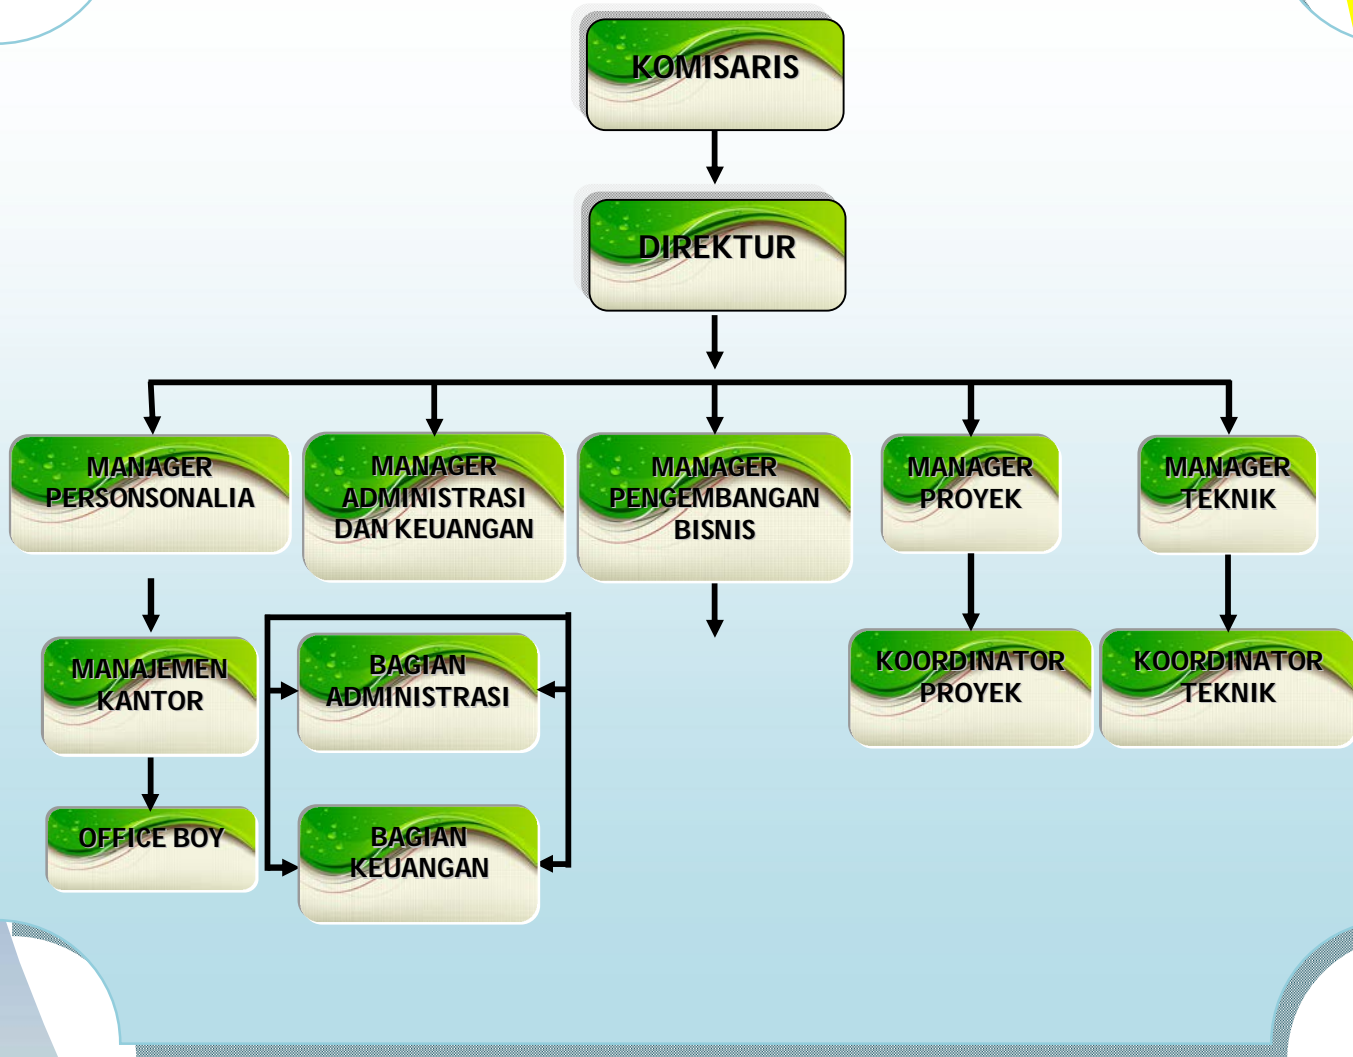 KOMISARIS
DIREKTUR
MANAGER
PERSONSONALIA
MANAGER
ADMINISTRASI
DAN KEUANGAN
MANAGER
PENGEMBANGAN
BISNIS
MANAGER
PROYEK
MANAGER
TEKNIK
MANAJEMEN
KANTOR
BAGIAN
ADMINISTRASI
KOORDINATOR
PROYEK
KOORDINATOR
TEKNIK
OFFICE BOY
BAGIAN
KEUANGAN